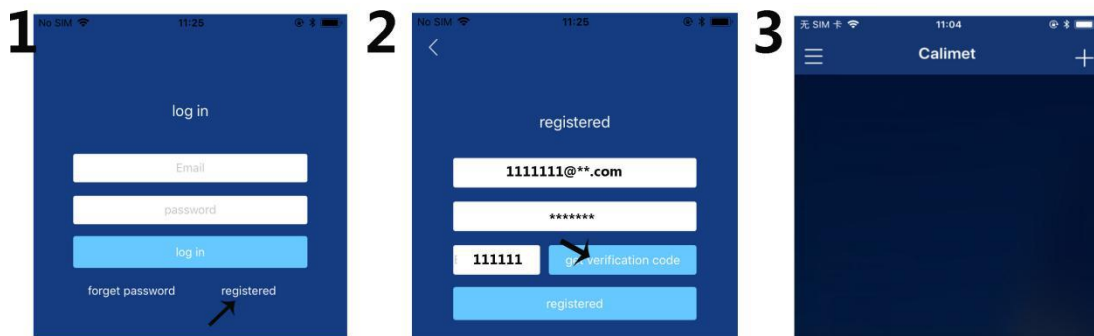 1
No SIM 11:25
log in
Email
password
log in
forget password registered
2
No SIM 11:25
registered
1111111@**.com
*******
111111 get verification code
registered
3
无 SIM 卡 11:04
Calimet